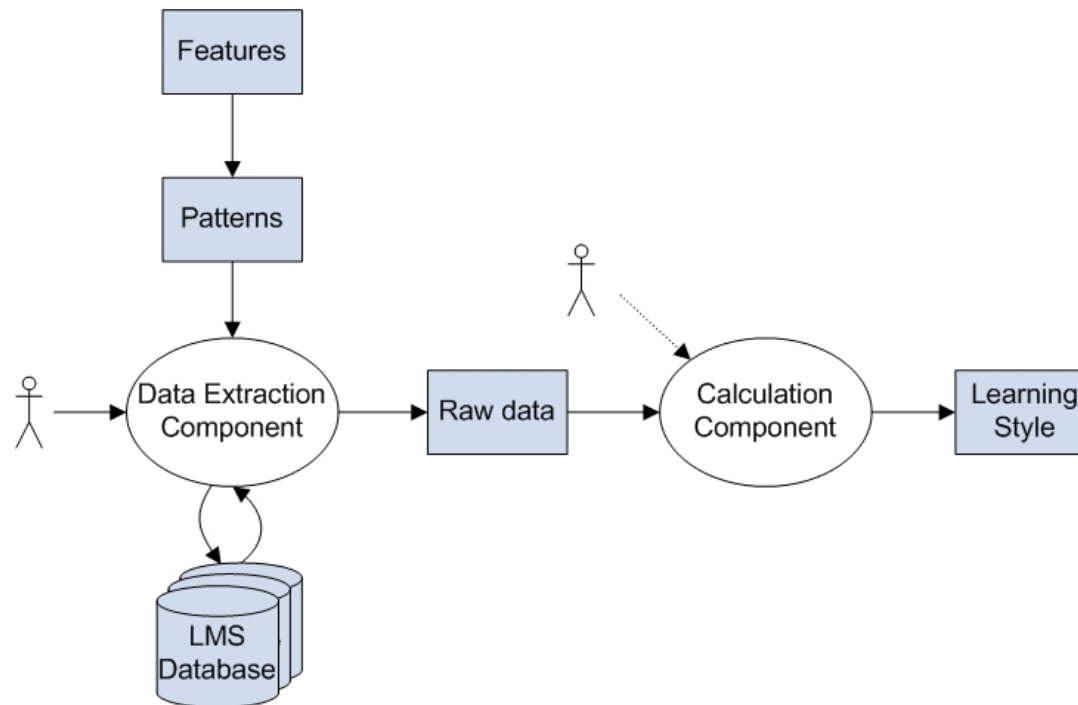 Features
Patterns
Data Extraction
Component
Raw data
Calculation
Component
Learning
Style
LMS
Database